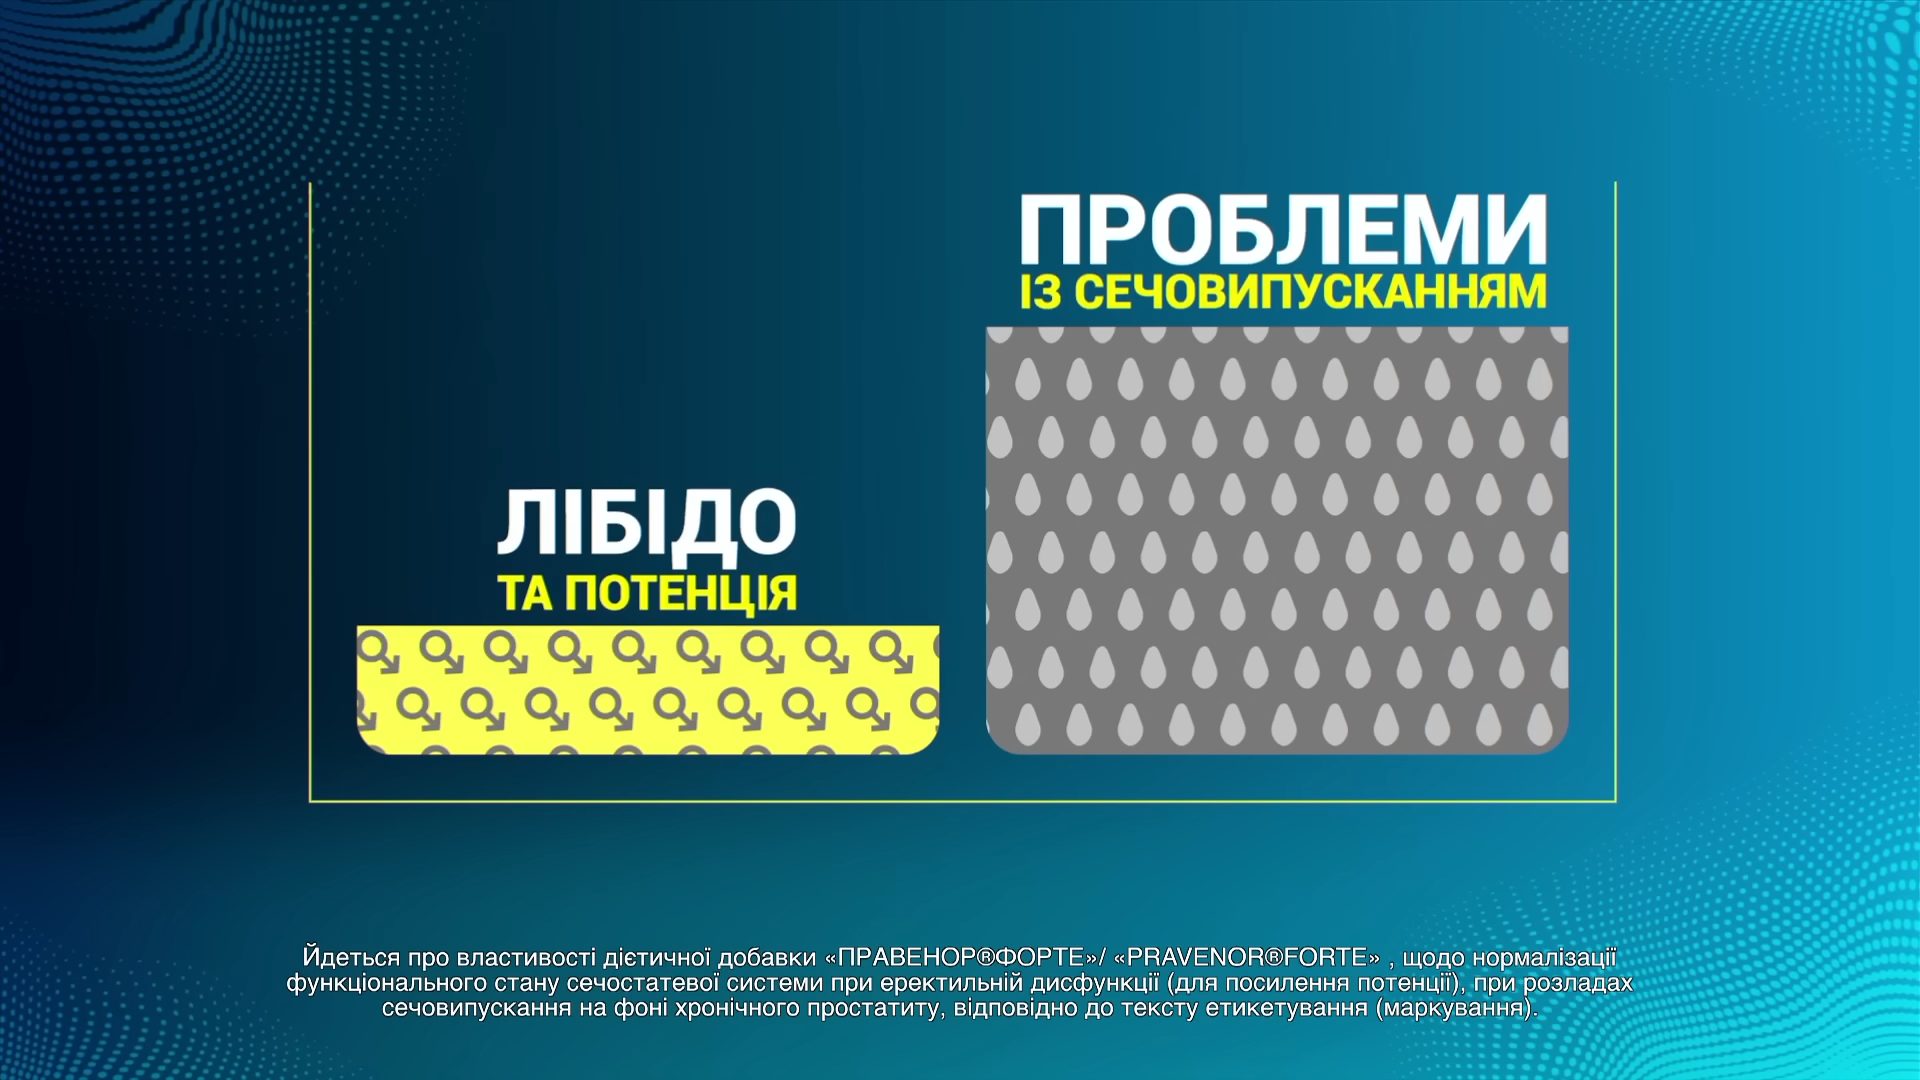 ПРОБЛЕМИ
ІЗ СЕЧОВИПУСКАННЯМ
ЛІБІДО
ТА ПОТЕНЦІЯ
Йдеться про властивості дієтичної добавки «ПРАВЕНОР®ФОРТЕ»/ «PRAVENOR®FORTE» , щодо нормалізації
функціонального стану сечостатевої системи при еректильній дисфункції (для посилення потенції), при розладах
сечовипускання на фоні хронічного простатиту, відповідно до тексту етикетування (маркування).